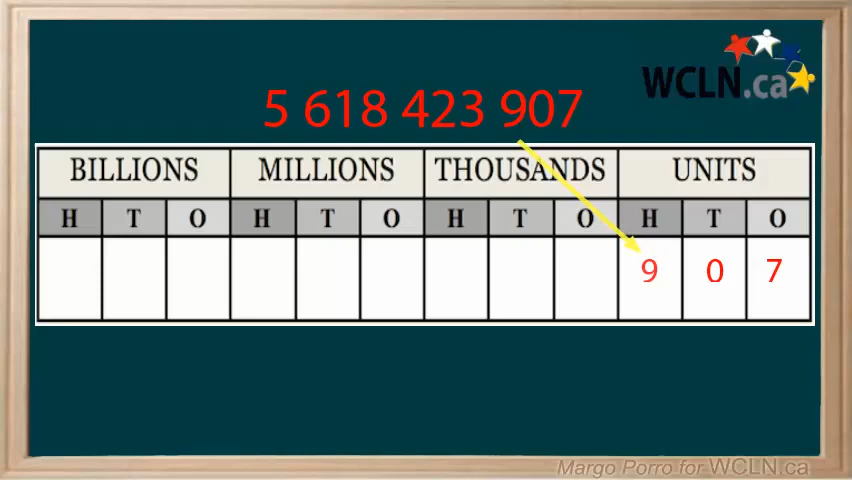 WCLN.ca
5 618 423 907
BILLIONS MILLIONS THOUSANDS UNITS
H T O H T O H T O H T O
9 0 7
Margo Porro for WCLN.ca